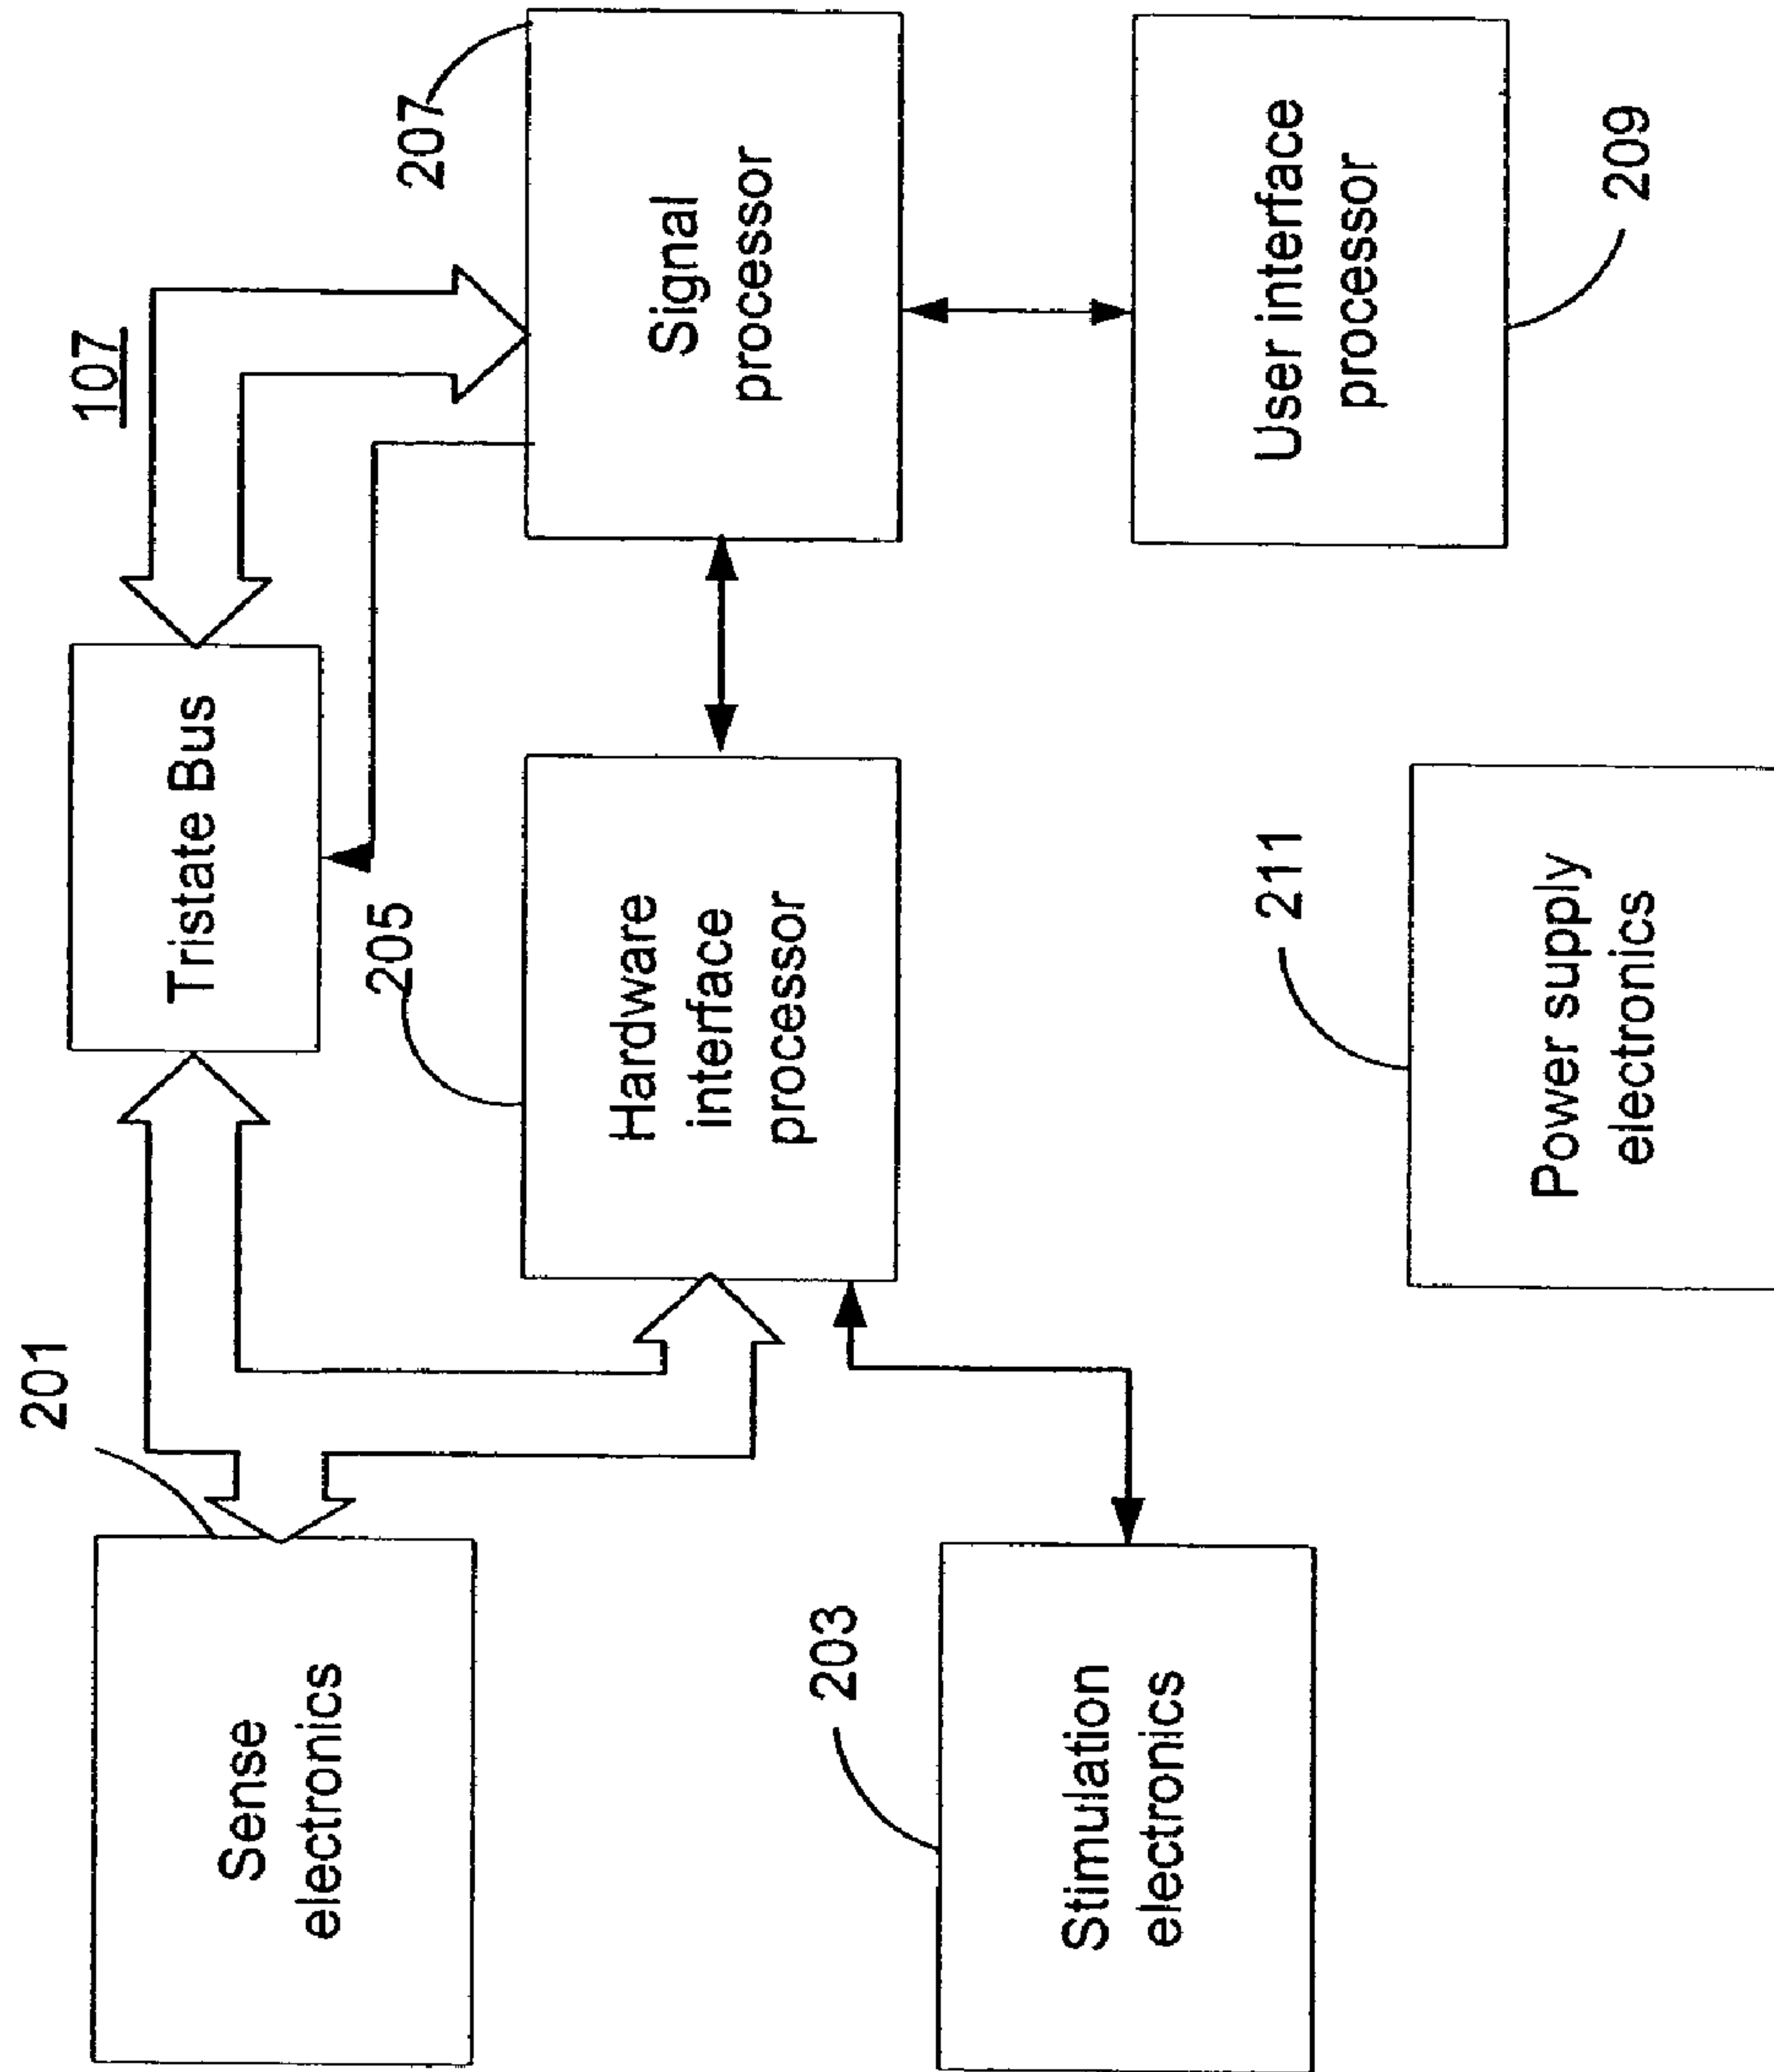 107
201
Sense
electronics
Tristate Bus
207
Signal
processor
205
Hardware
interface
processor
203
Stimulation
electronics
211
Power supply
electronics
User interface
processor
209